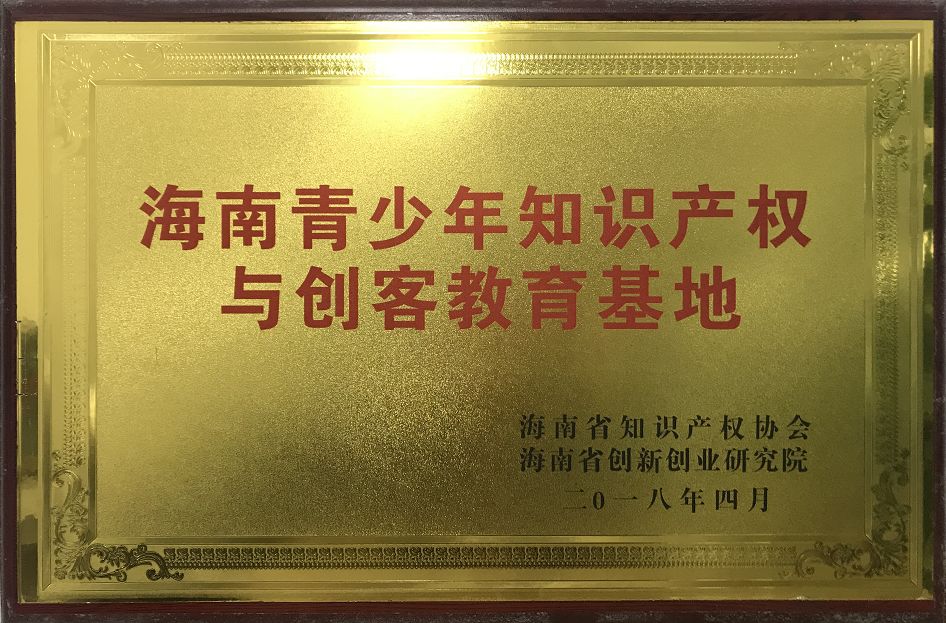 海南青少年知识产权
与创客教育基地
海南省知识产权协会
海南省创新创业研究院
二0一八年四月